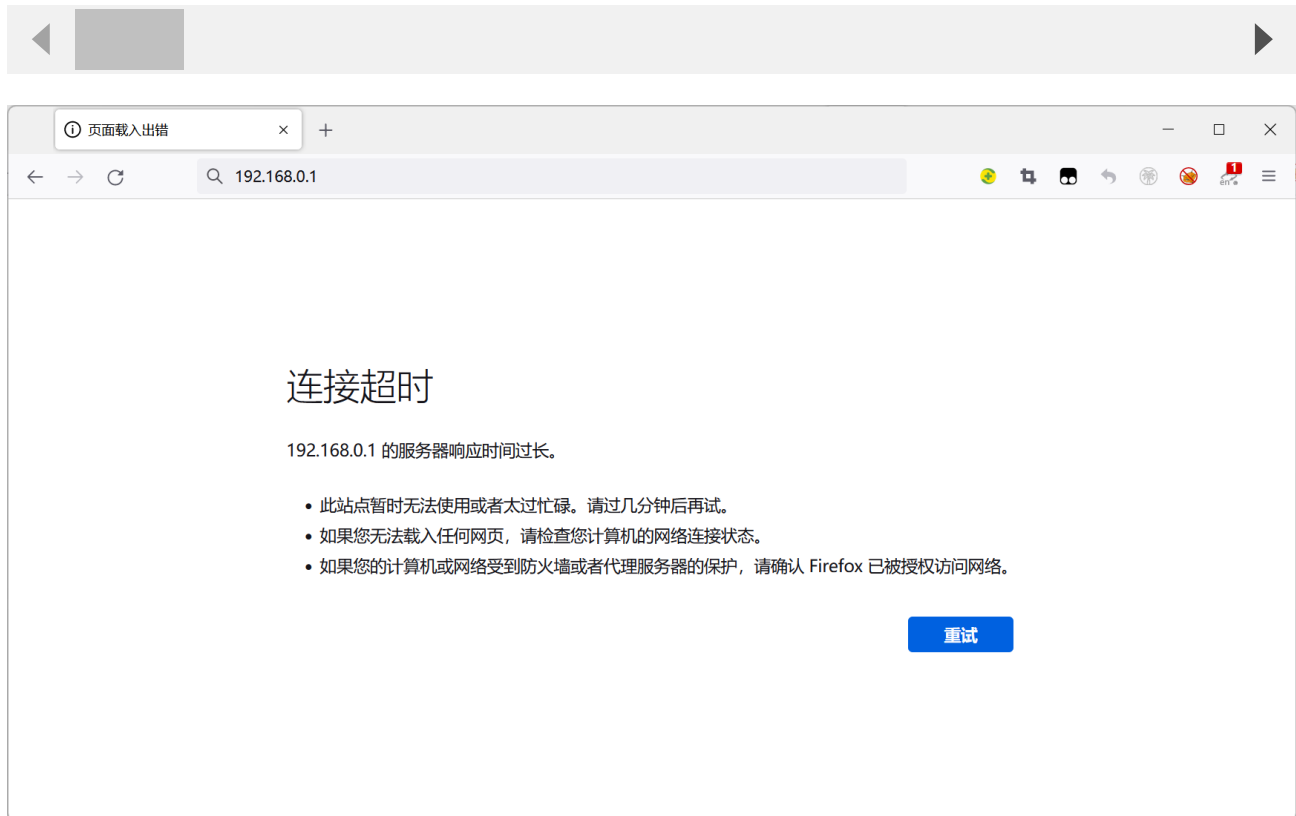 页面载入出错
192.168.0.1
1
en
连接超时
192.168.0.1 的服务器响应时间过长。
此站点暂时无法使用或者太过忙碌。请过几分钟后再试。
如果您无法载入任何网页，请检查您计算机的网络连接状态。
如果您的计算机或网络受到防火墙或者代理服务器的保护，请确认 Firefox 已被授权访问网络。
重试